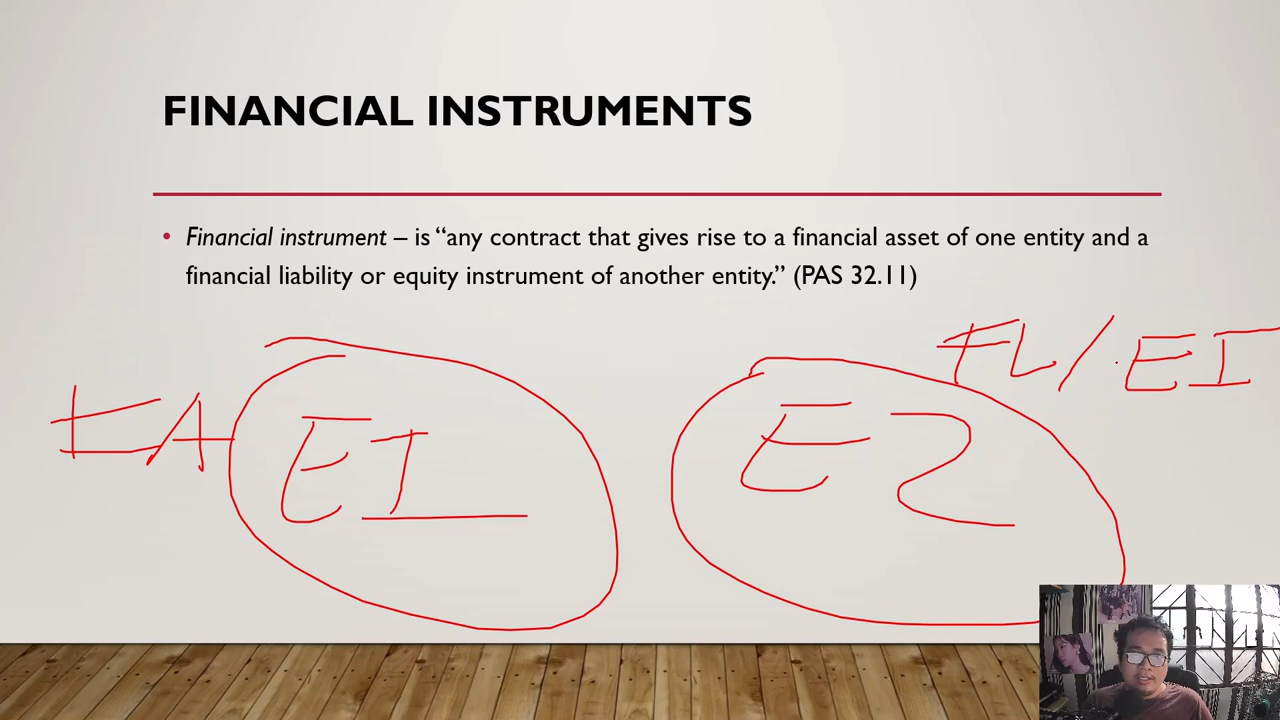 FINANCIAL INSTRUMENTS
• Financial instrument – is “any contract that gives rise to a financial asset of one entity and a
financial liability or equity instrument of another entity.” (PAS 32.11)
FL/EI
FA
E1
E2